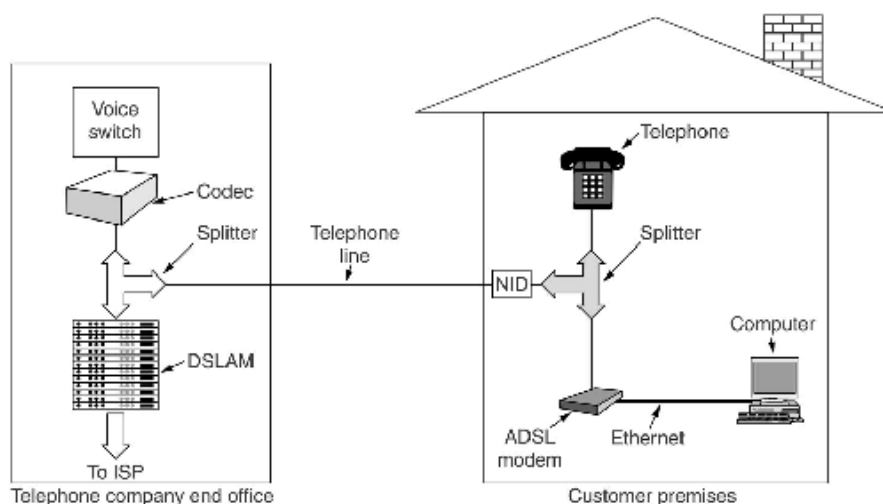 Voice
switch
Codec
Splitter
Telephone
line
DSLAM
To ISP
Telephone company end office
Telephone
Splitter
NID
Computer
ADSL
modem
Ethernet
Customer premises